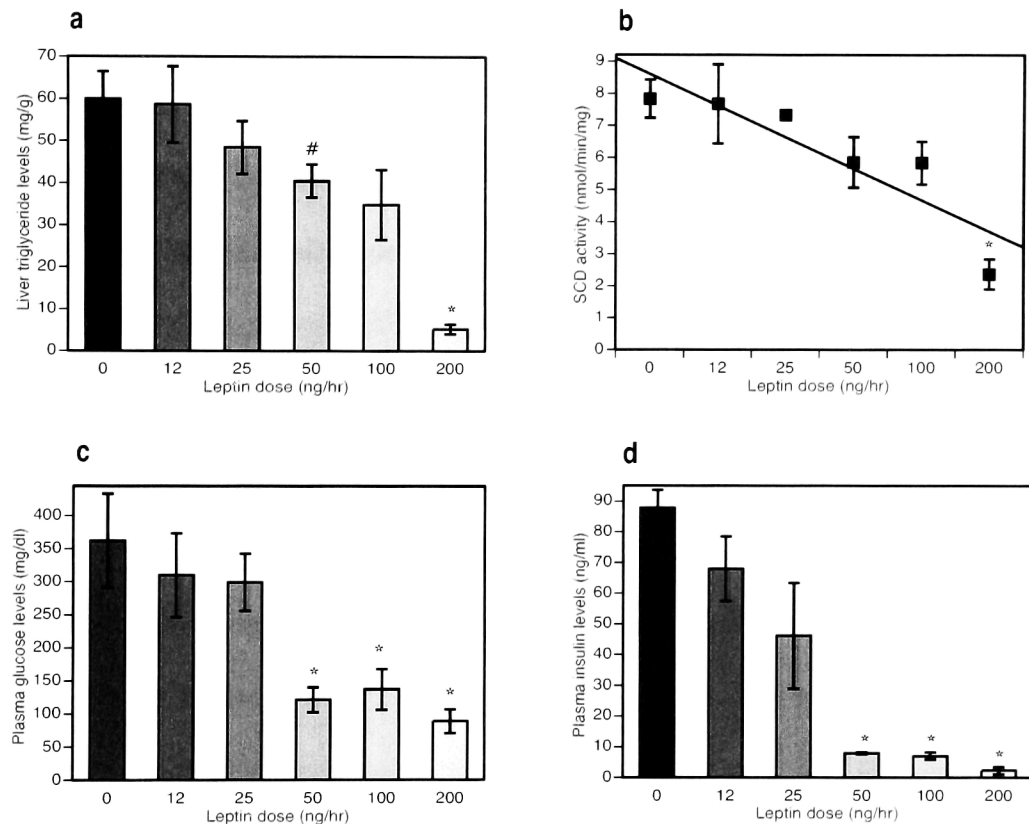 a
Liver triglyceride levels (mg/g)
70
60
50
40
30
20
10
0
#
*
0 12 25 50 100 200
Leptin dose (ng/hr)
b
SCD activity (nmol/min/mg)
9
8
7
6
5
4
3
2
1
0
*
0 12 25 50 100 200
Leptin dose (ng/hr)
c
Plasma glucose levels (mg/dl)
400
350
300
250
200
150
100
50
0
* * *
0 12 25 50 100 200
Leptin dose (ng/hr)
d
Plasma insulin levels (ng/ml)
90
80
70
60
50
40
30
20
10
0
* * *
0 12 25 50 100 200
Leptin dose (ng/hr)